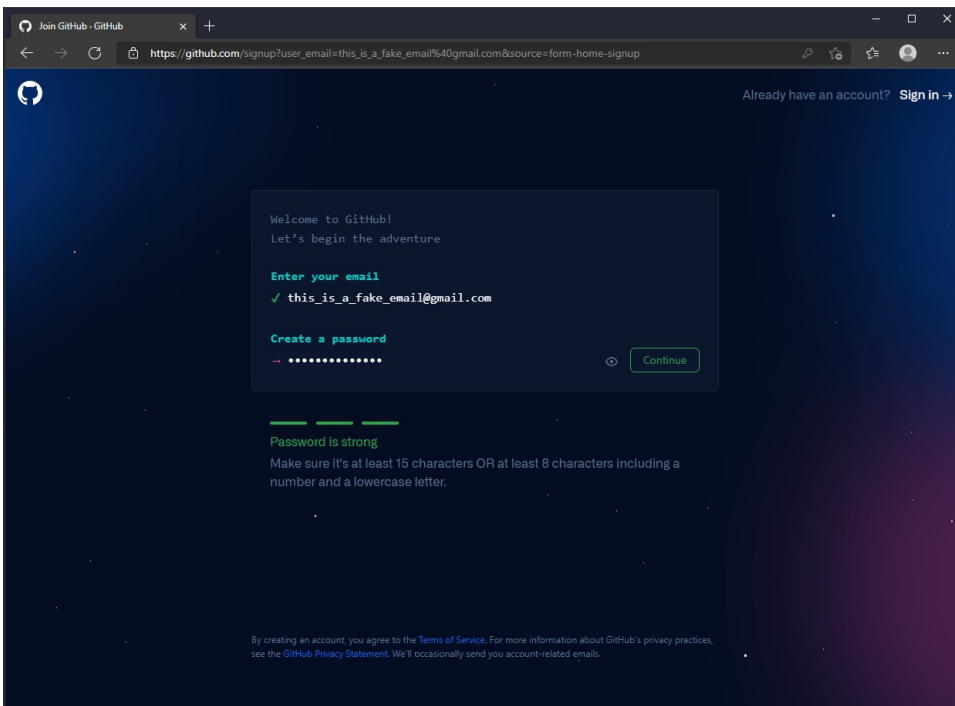 Join GitHub · GitHub
https://github.com/signup?user_email=this_is_a_fake_email%40gmail.com&source=form-home-signup
Already have an account? Sign in →
Welcome to GitHub!
Let's begin the adventure
Enter your email
✓ this_is_a_fake_email@gmail.com
Create a password
→ ••••••••••••••
Continue
Password is strong
Make sure it's at least 15 characters OR at least 8 characters including a
number and a lowercase letter.
By creating an account, you agree to the Terms of Service. For more information about GitHub's privacy practices,
see the GitHub Privacy Statement. We'll occasionally send you account-related emails.